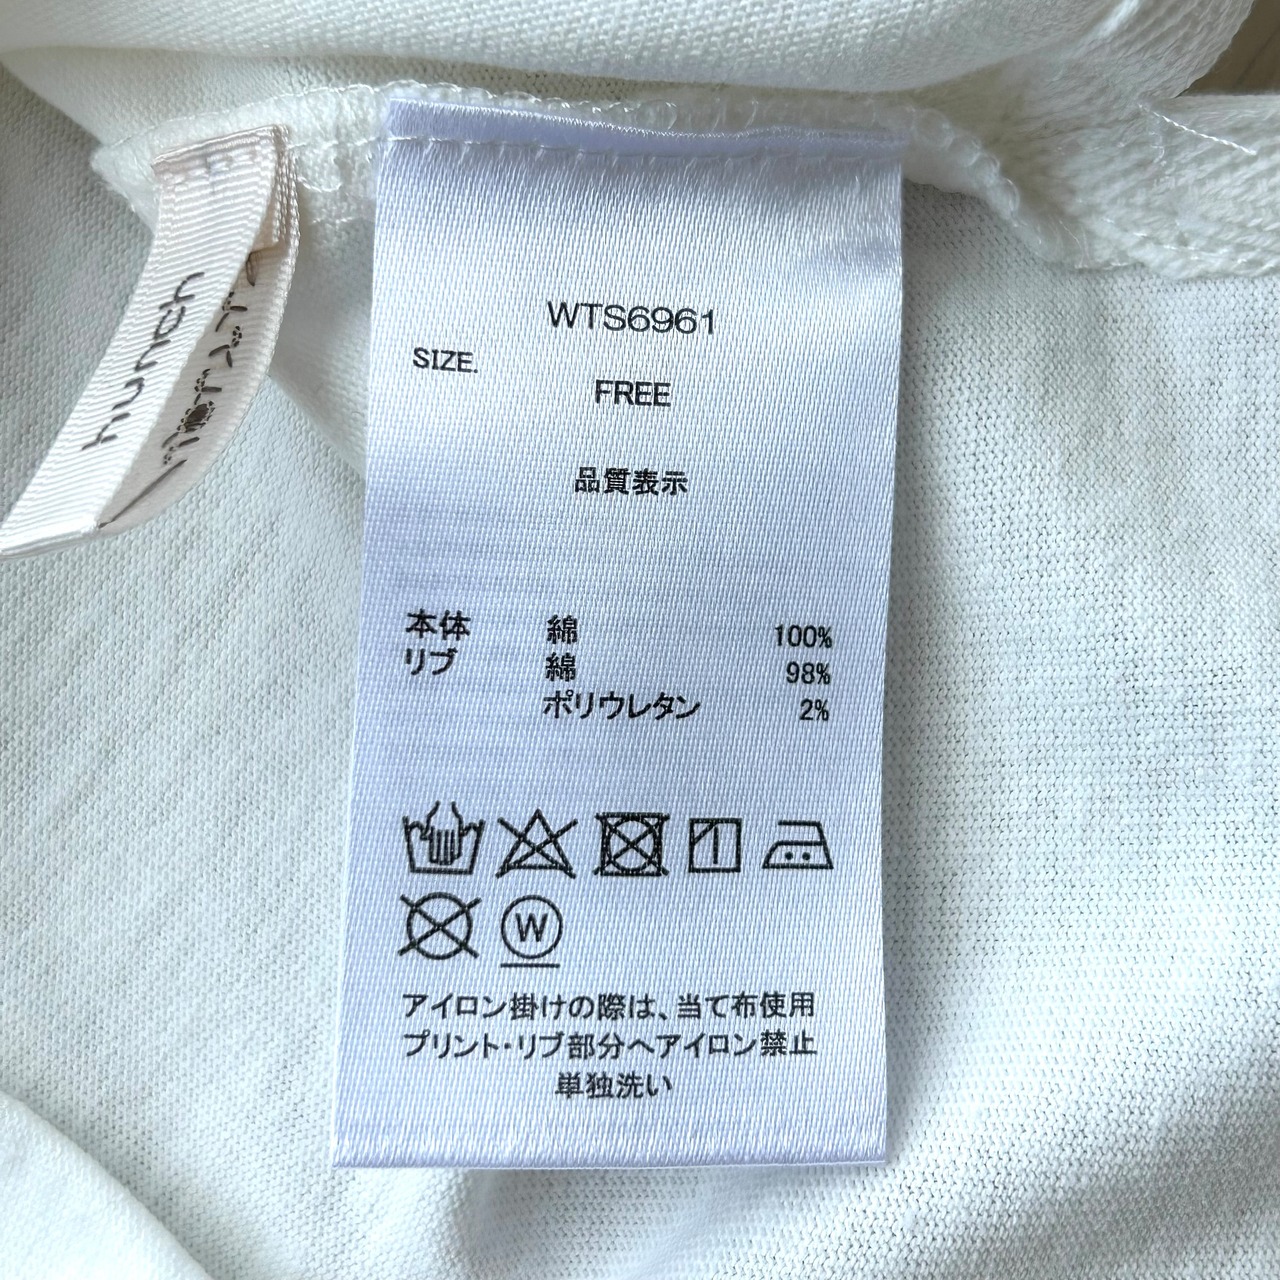 WTS6961
SIZE.
FREE
品質表示
本体 綿 100%
リブ 綿 98%
ポリウレタン 2%
W
アイロン掛けの際は、当て布使用
プリント・リブ部分へアイロン禁止
単独洗い